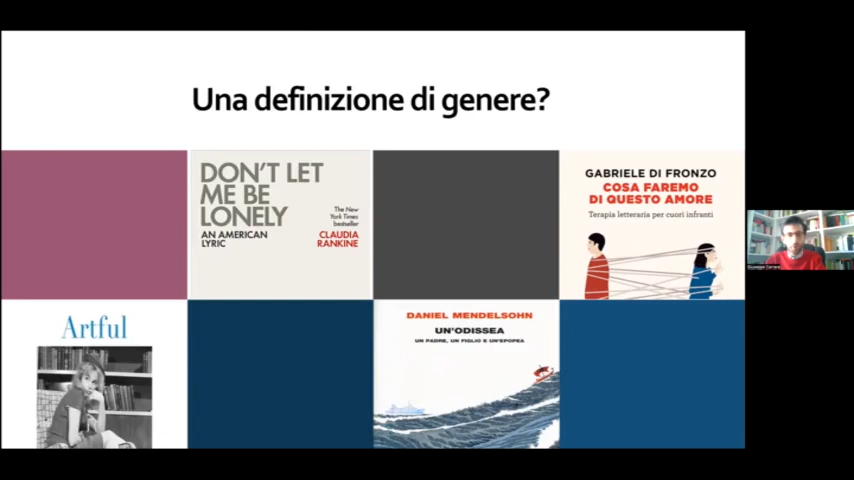 Una definizione di genere?
DON'T LET
ME BE
LONELY
AN AMERICAN
LYRIC
The New
York Times
bestseller
CLAUDIA
RANKINE
GABRIELE DI FRONZO
COSA FAREMO
DI QUESTO AMORE
Terapia letteraria per cuori infranti
Artful
DANIEL MENDELSOHN
UN'ODISSEA
UN PADRE, UN FIGLIO E UN'EPOPEA